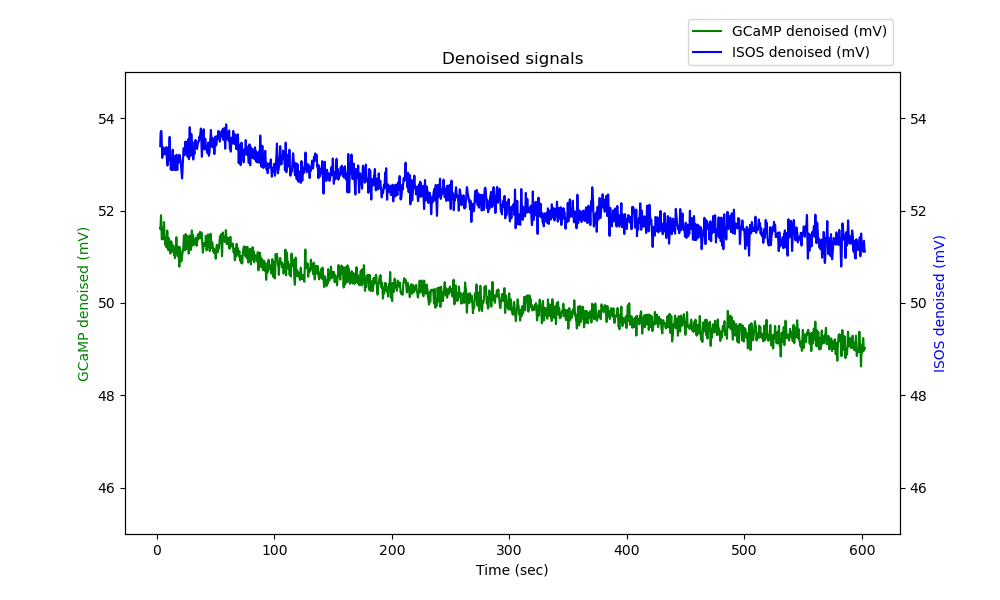 GCaMP denoised (mV)
ISOS denoised (mV)
Denoised signals
54
52
50
48
46
GCaMP denoised (mV)
54
52
50
48
46
ISOS denoised (mV)
0 100 200 300 400 500 600
Time (sec)